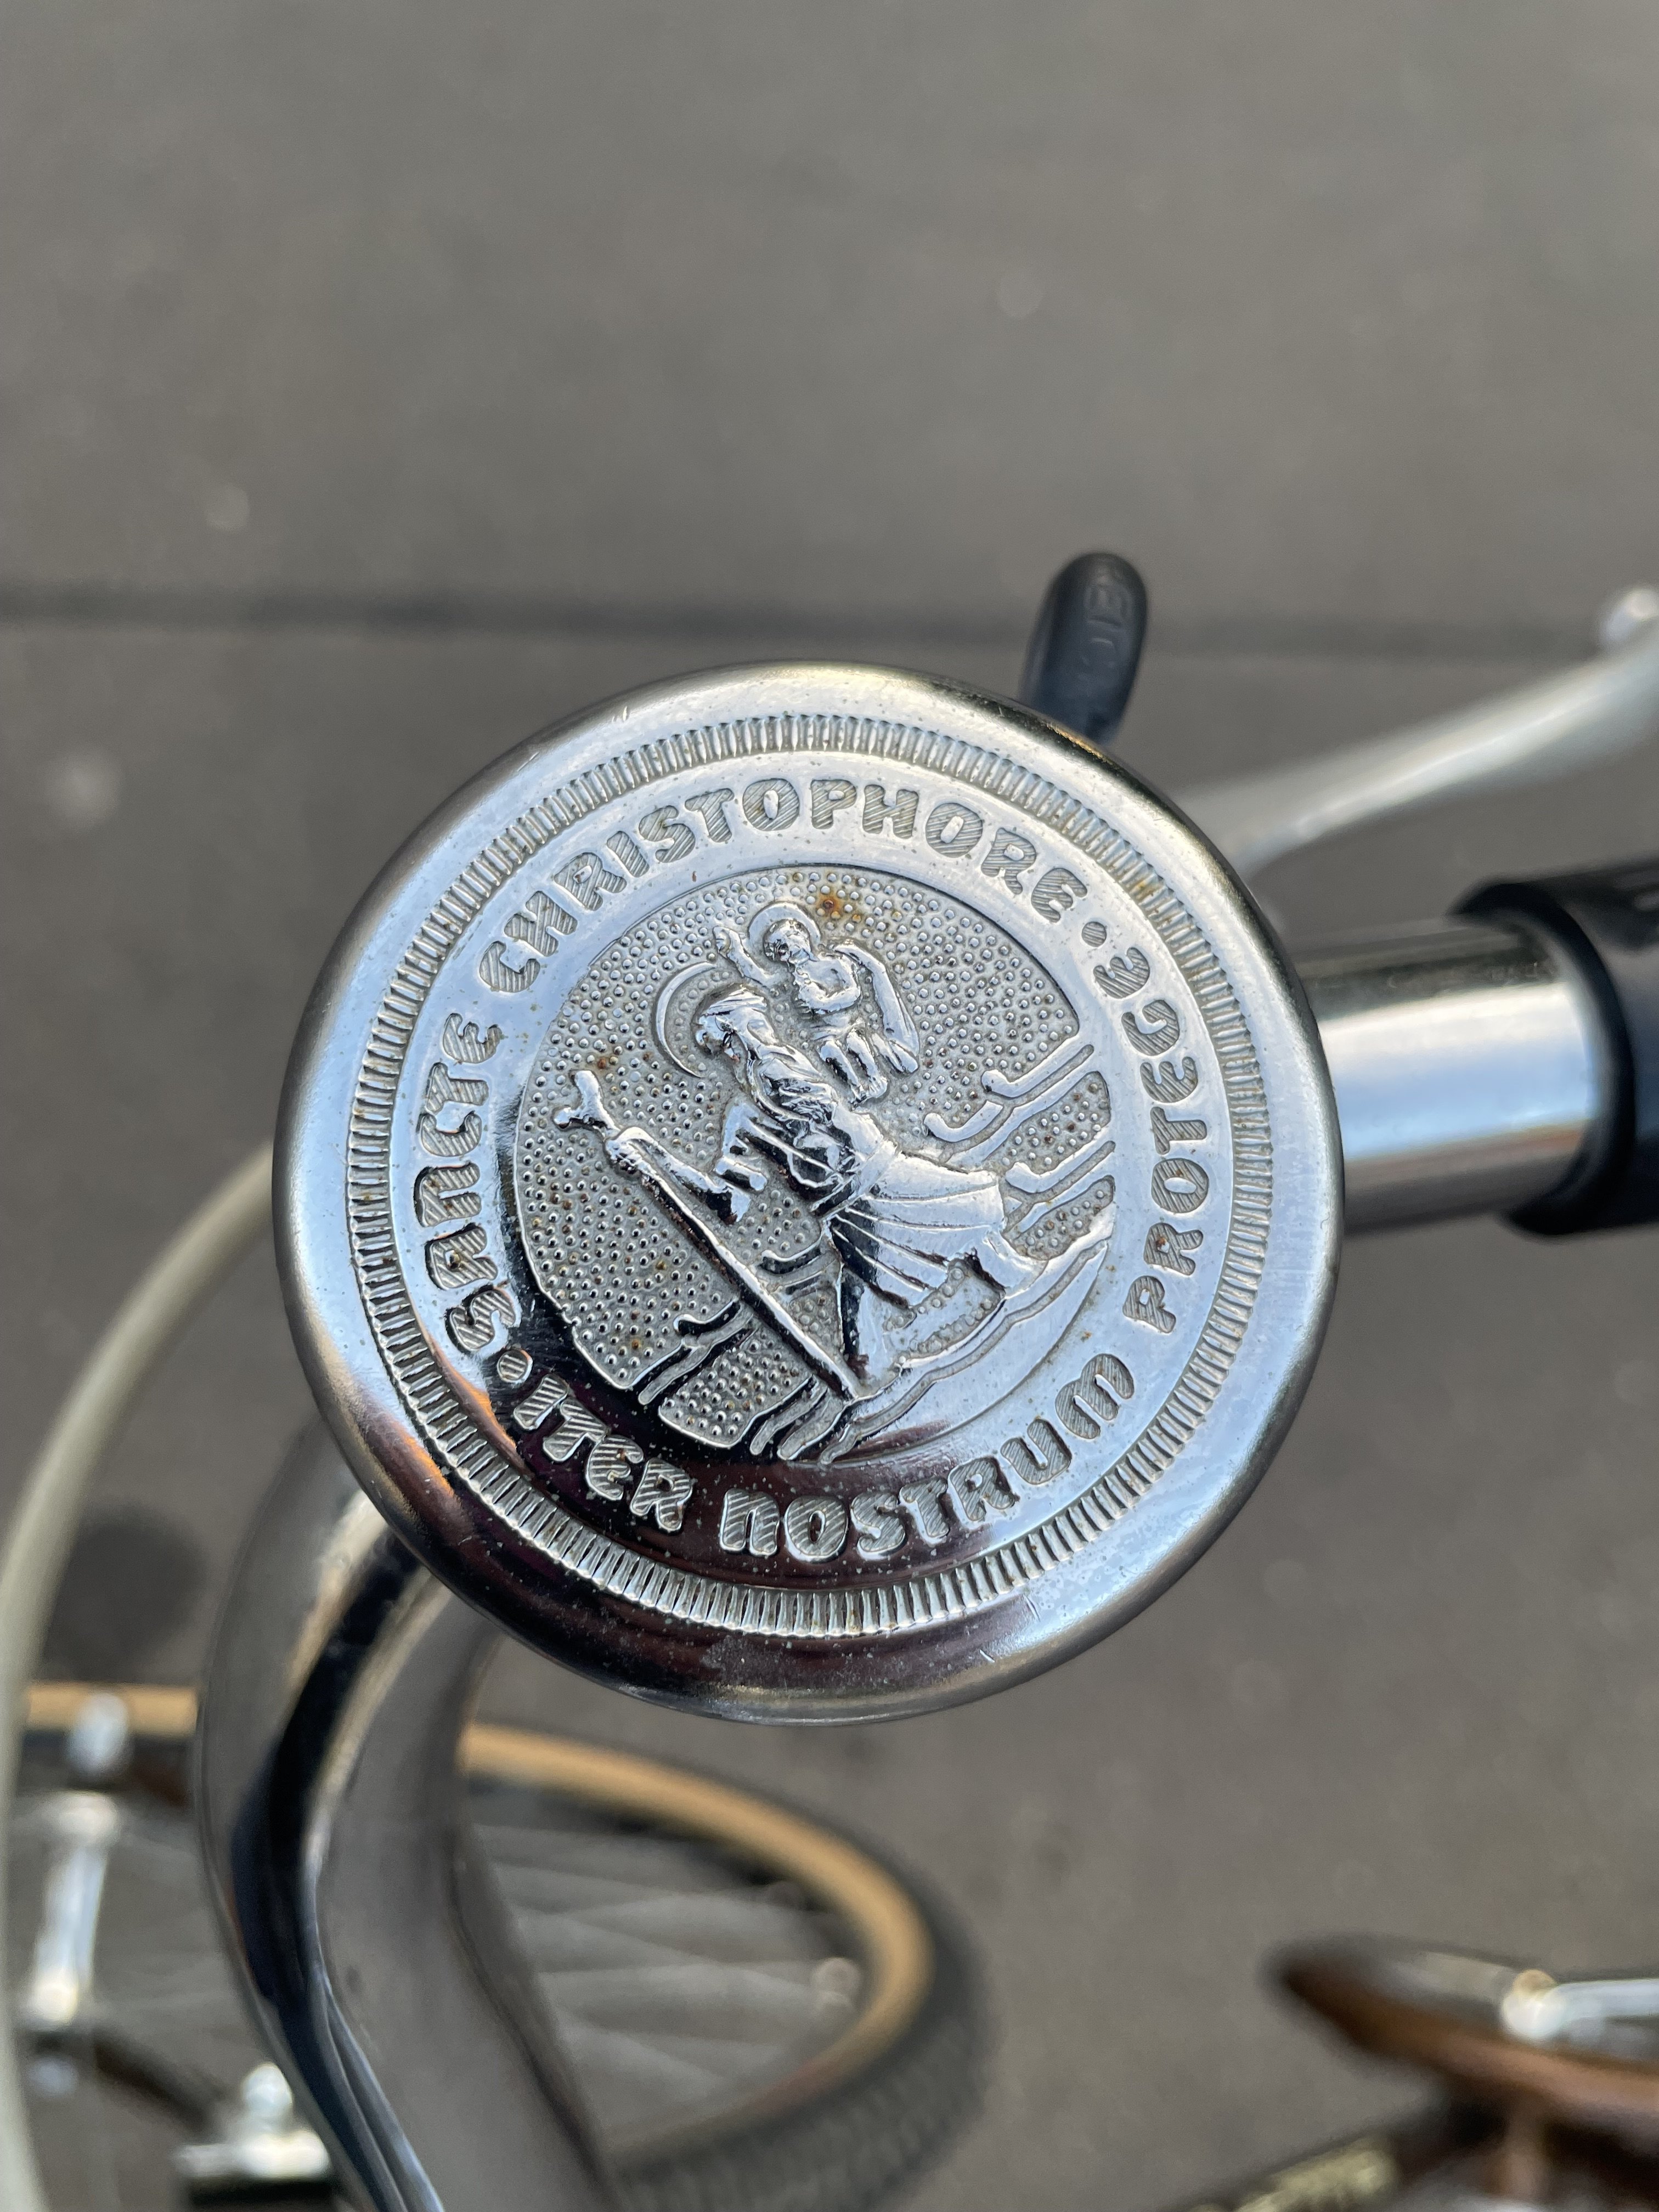 SANCTE CHRISTOPHORE •
PROTEGE
ITER NOSTRUM •